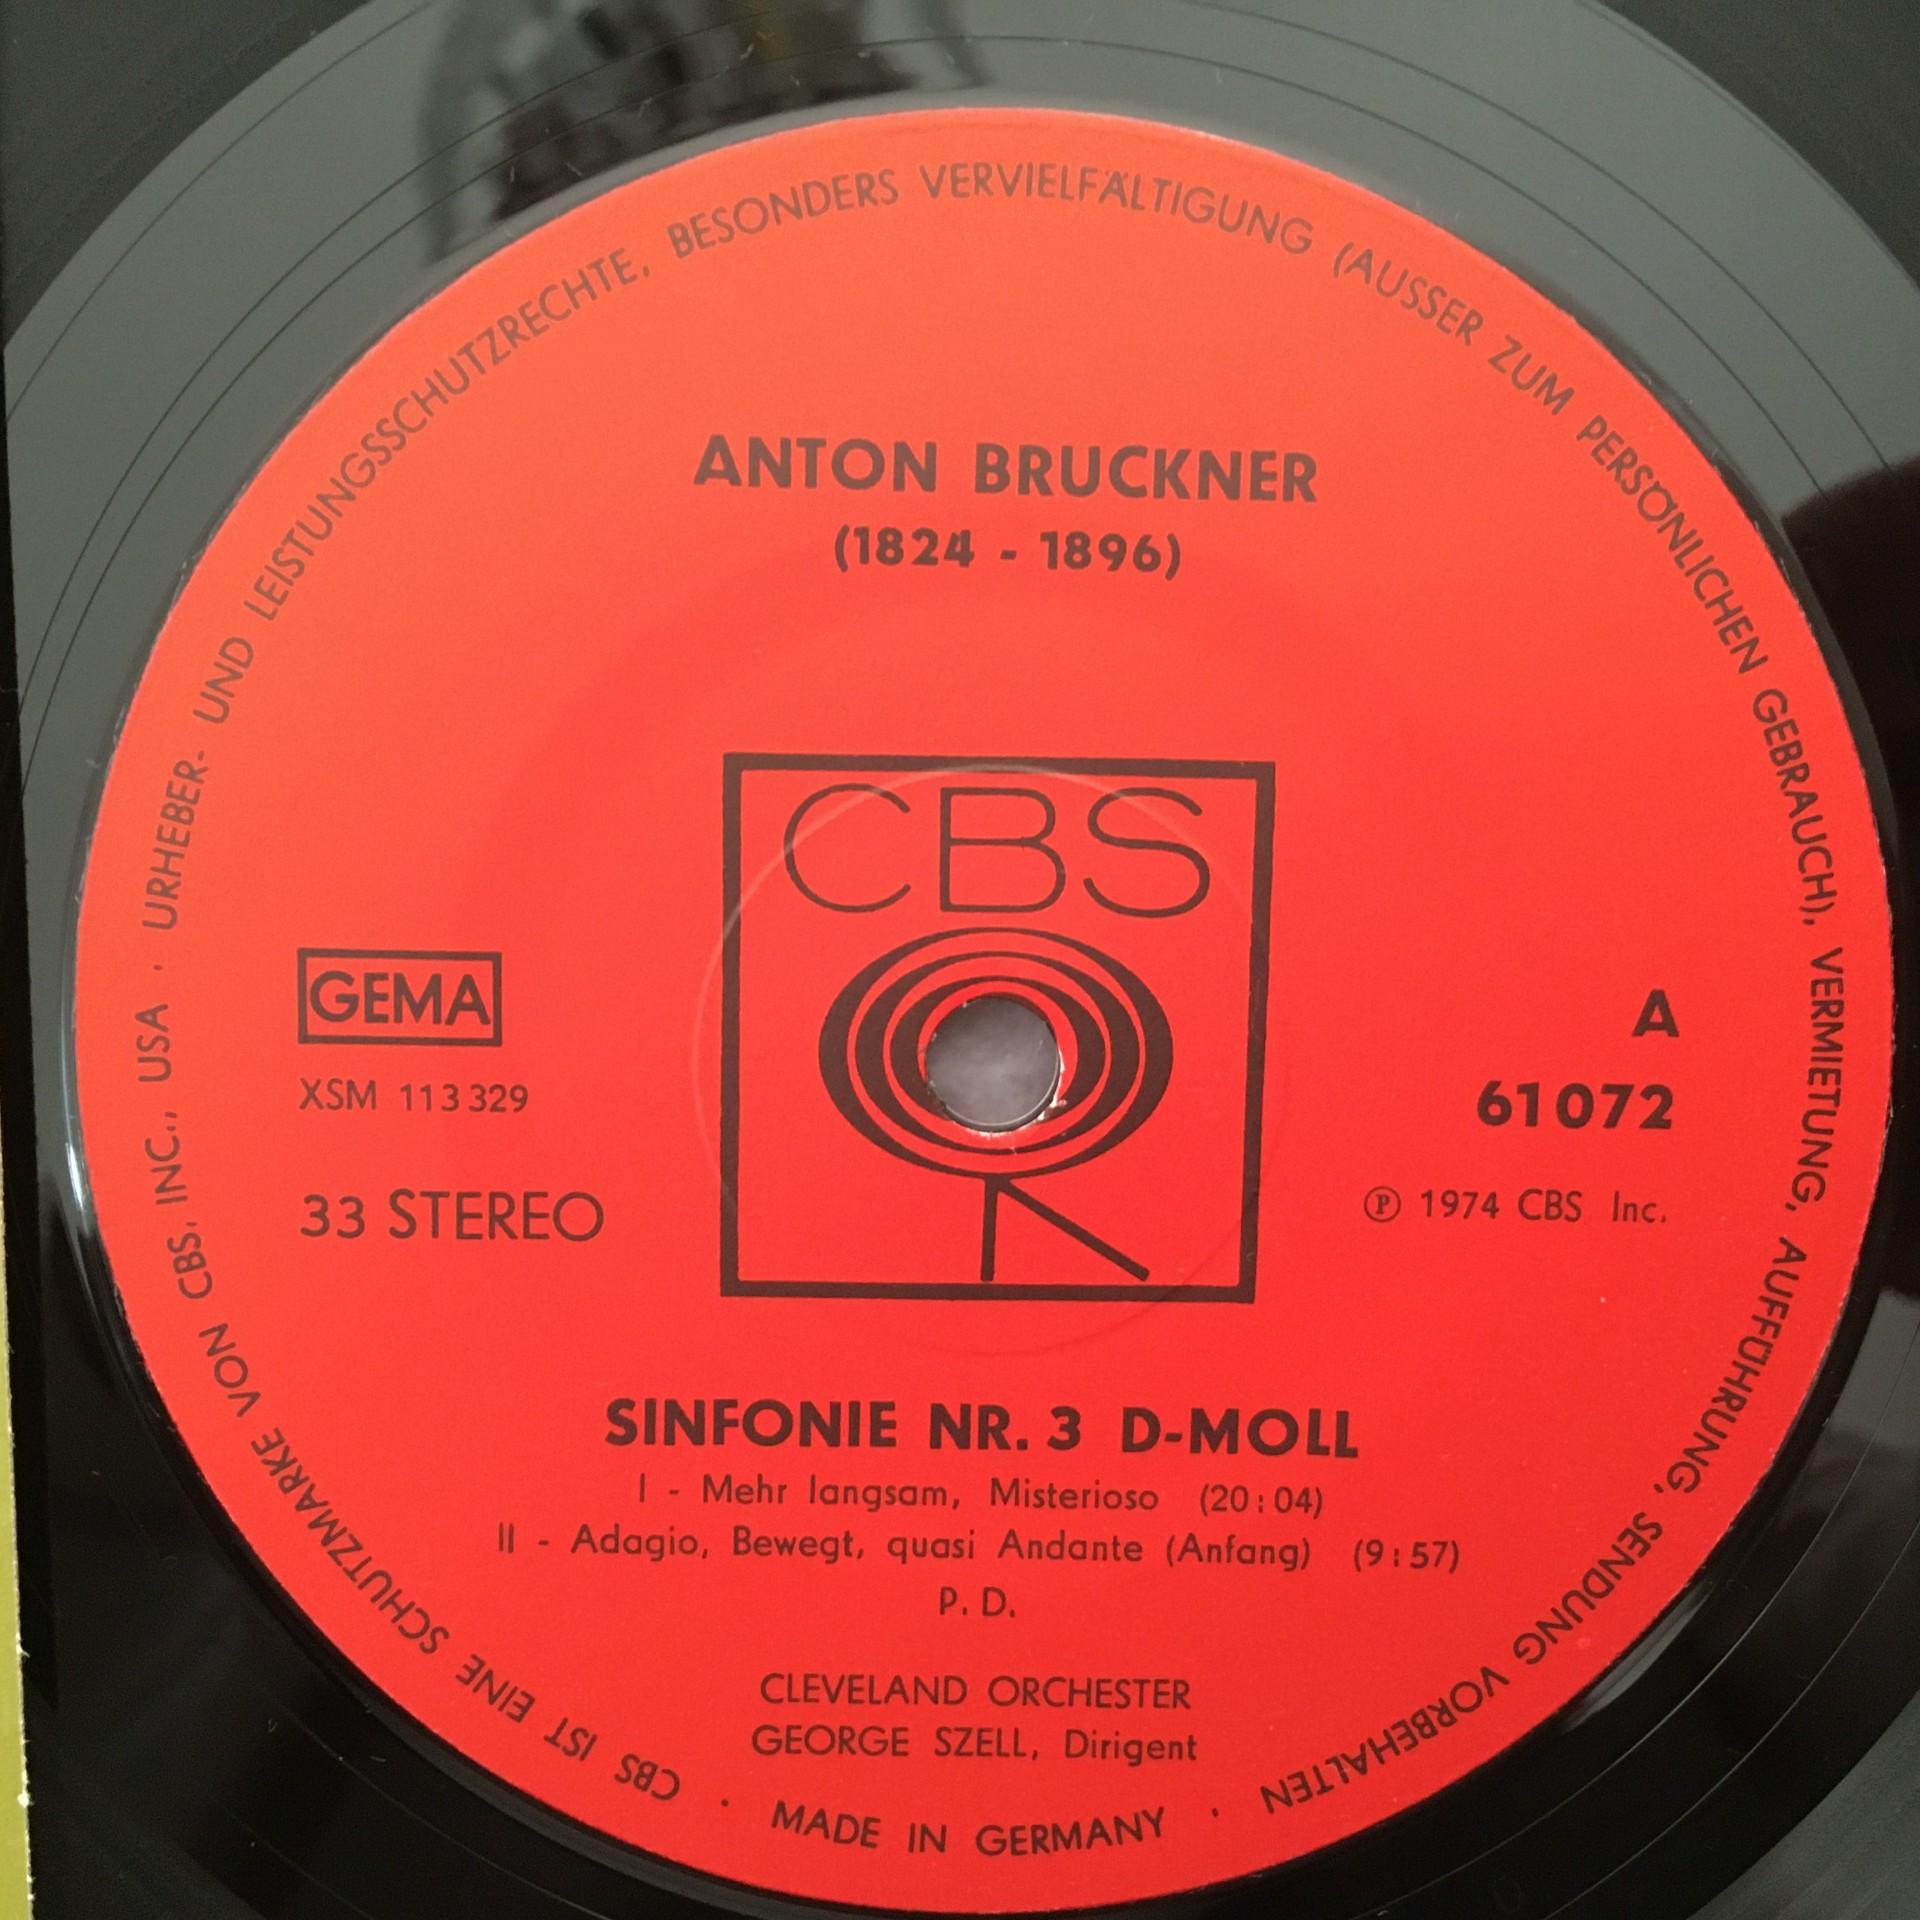 ANTON BRUCKNER
(1824 - 1896)
CBS
GEMA
XSM 113 329
33 STEREO
A
61072
Ⓟ 1974 CBS Inc.
SINFONIE NR. 3 D-MOLL
I - Mehr langsam, Misterioso (20:04)
II - Adagio, Bewegt, quasi Andante (Anfang) (9:57)
P. D.
CLEVELAND ORCHESTER
GEORGE SZELL, Dirigent
CBS IST EINE SCHUTZMARKE VON CBS, INC., USA · URHEBER- UND LEISTUNGSSCHUTZRECHTE, BESONDERS VERVIELFÄLTIGUNG (AUSSER ZUM PERSÖNLICHEN GEBRAUCH), VERMIETUNG, AUFFÜHRUNG, SENDUNG VORBEHALTEN · MADE IN GERMANY ·